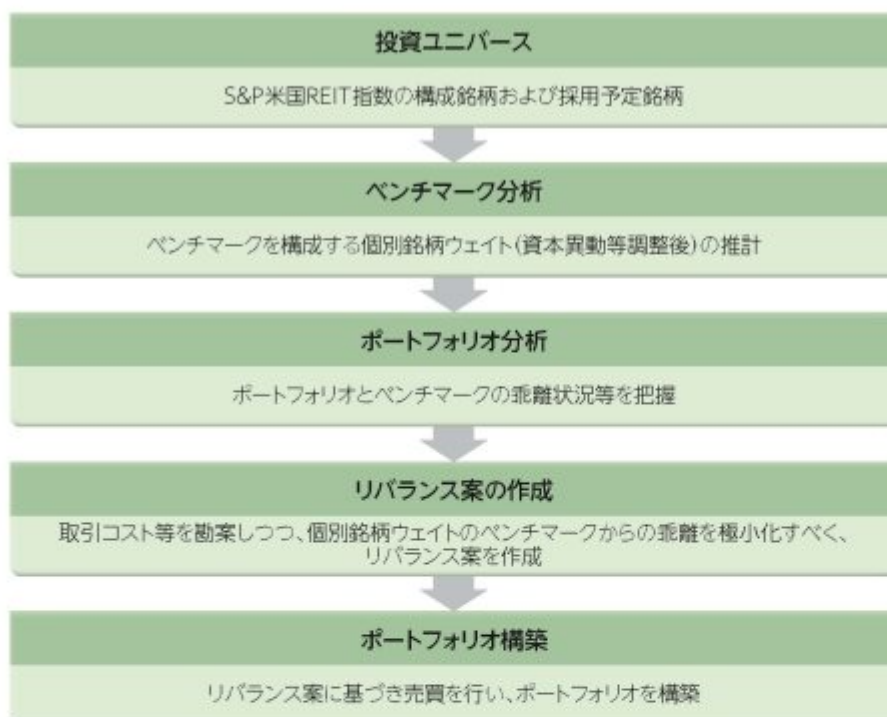 投資ユニバース
S&P米国REIT指数の構成銘柄および採用予定銘柄
ベンチマーク分析
ベンチマークを構成する個別銘柄ウェイト(資本異動等調整後)の推計
ポートフォリオ分析
ポートフォリオとベンチマークの乖離状況等を把握
リバランス案の作成
取引コスト等を勘案しつつ、個別銘柄ウェイトのベンチマークからの乖離を極小化すべく、
リバランス案を作成
ポートフォリオ構築
リバランス案に基づき売買を行い、ポートフォリオを構築